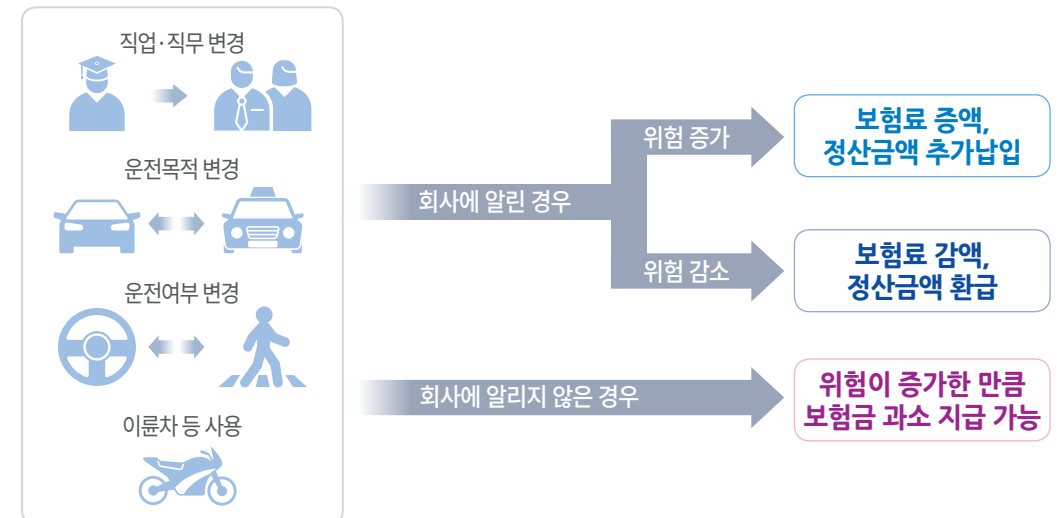 직업·직무 변경
운전목적 변경
운전여부 변경
이륜차 등 사용
회사에 알린 경우
위험 증가
보험료 증액,
정산금액 추가납입
위험 감소
보험료 감액,
정산금액 환급
회사에 알리지 않은 경우
위험이 증가한 만큼
보험금 과소 지급 가능